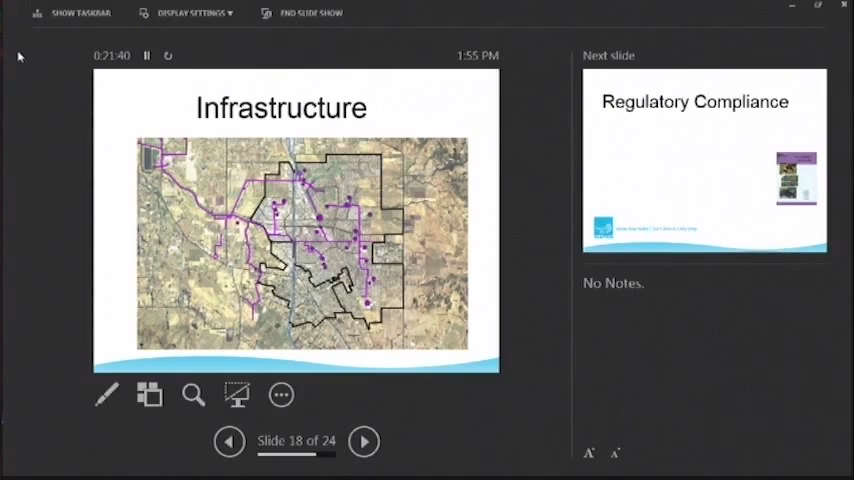 SHOW TASKBAR
DISPLAY SETTINGS ▾
END SLIDE SHOW
0:21:40
1:55 PM
Next slide
Infrastructure
Regulatory Compliance
No Notes.
Slide 18 of 24
A
A